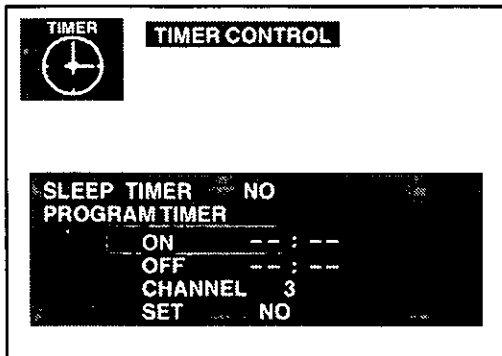 TIMER
TIMER CONTROL
SLEEP TIMER NO
PROGRAM TIMER
ON --:--
OFF --:--
CHANNEL 3
SET NO